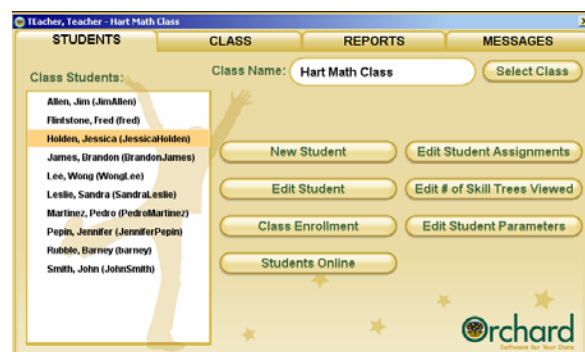 TEacher, Teacher - Hart Math Class
STUDENTS CLASS REPORTS MESSAGES
Class Students:
Class Name: Hart Math Class Select Class
Allen, Jim (JimAllen)
Flintstone, Fred (fred)
Holden, Jessica (JessicaHolden)
James, Brandon (BrandonJames)
Lee, Wong (WongLee)
Leslie, Sandra (SandraLeslie)
Martinez, Pedro (PedroMartinez)
Pepin, Jennifer (JenniferPepin)
Rubble, Barney (barney)
Smith, John (JohnSmith)
New Student Edit Student Assignments
Edit Student Edit # of Skill Trees Viewed
Class Enrollment Edit Student Parameters
Students Online
Orchard
Software for Your State